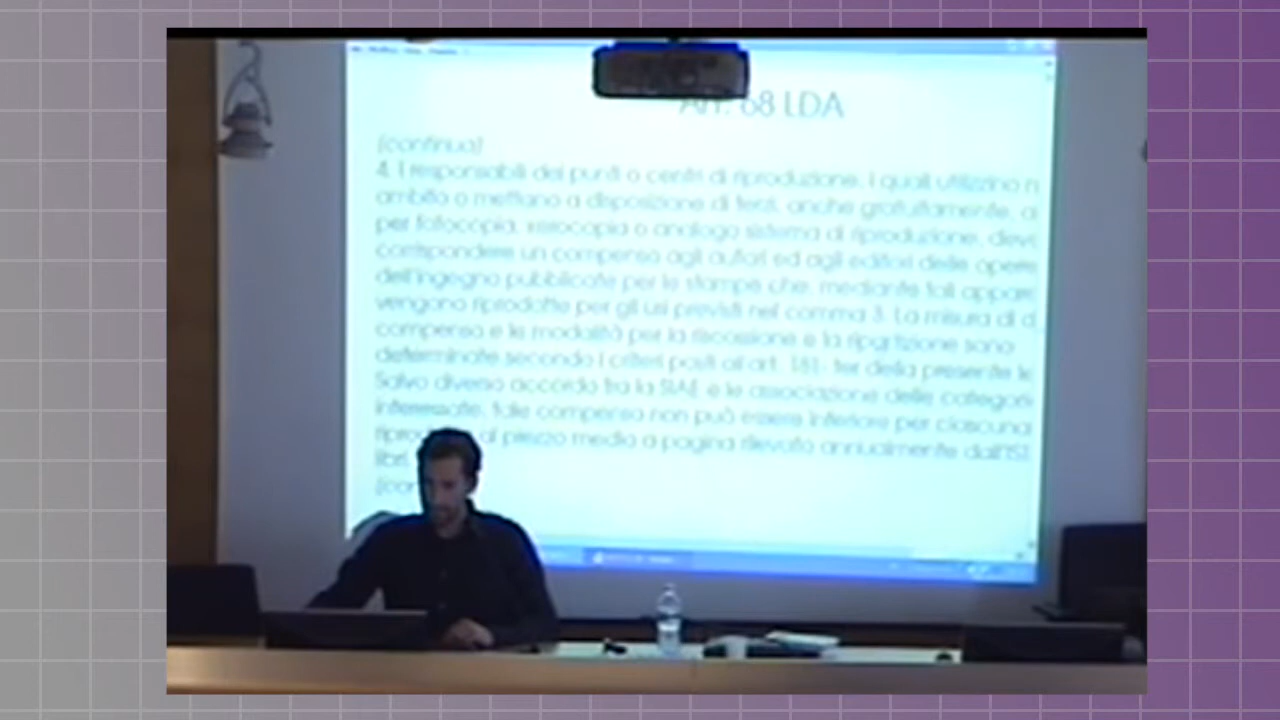 Art. 68 LDA
(continua)
4. I responsabili dei punti o centri di riproduzione, i quali utilizzino n
ambito o mettano a disposizione di terzi, anche gratuitamente, a
per fotocopia, xerocopia o analogo sistema di riproduzione, devo
corrispondere un compenso agli autori ed agli editori delle opere
dell'ingegno pubblicate per le stampe che, mediante tali apparec
vengono riprodotte per gli usi previsti nel comma 3. La misura di d
compenso e le modalità per la riscossione e la ripartizione sono
determinate secondo i criteri posti all'art. 181- ter della presente le
Salvo diverso accordo tra la SIAE e le associazione delle categorie
interessate, tale compenso non può essere inferiore per ciascuna
al prezzo medio a pagina rilevato annualmente dall'IST
libri.